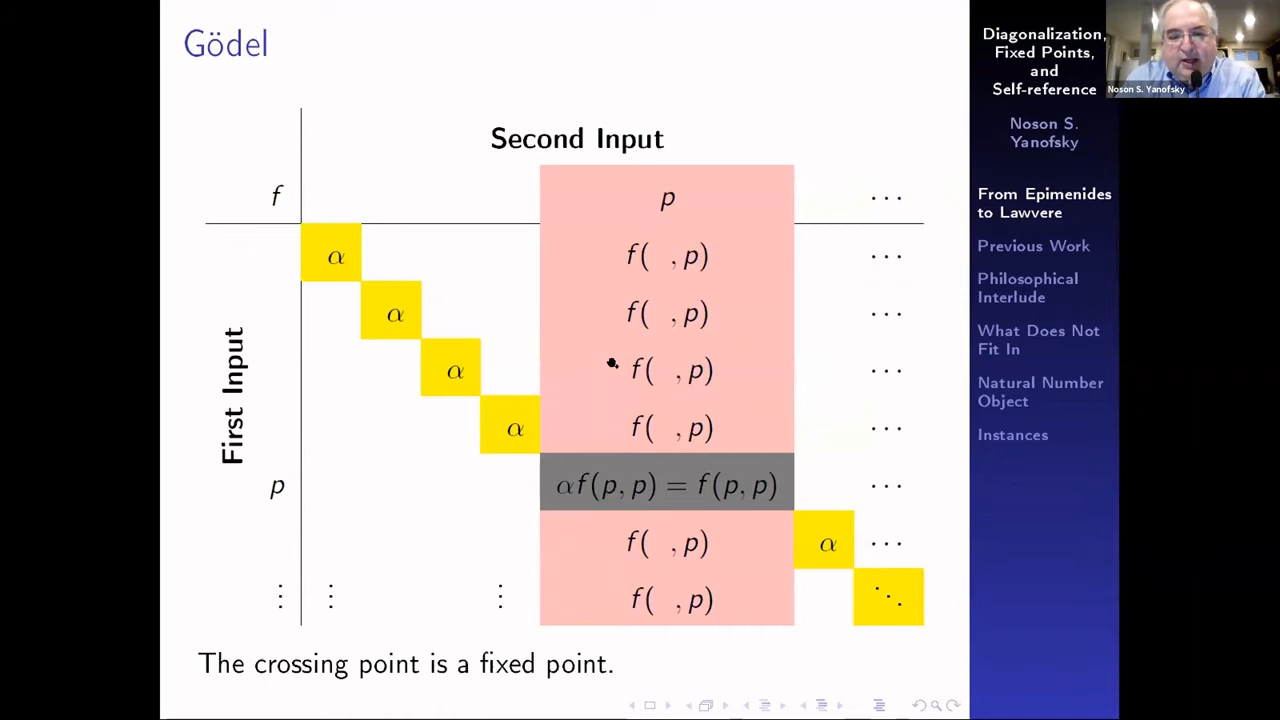 Gödel
Second Input
f p ⋯
α f( , p) ⋯
α f( , p) ⋯
α f( , p) ⋯
α f( , p) ⋯
First Input
p αf(p, p) = f(p, p) ⋯
f( , p) α ⋯
⋮ ⋮ ⋮ f( , p) ⋱
The crossing point is a fixed point.
Diagonalization,
Fixed Points,
and
Self-reference
Noson S.
Yanofsky
From Epimenides
to Lawvere
Previous Work
Philosophical
Interlude
What Does Not
Fit In
Natural Number
Object
Instances
Noson S. Yanofsky